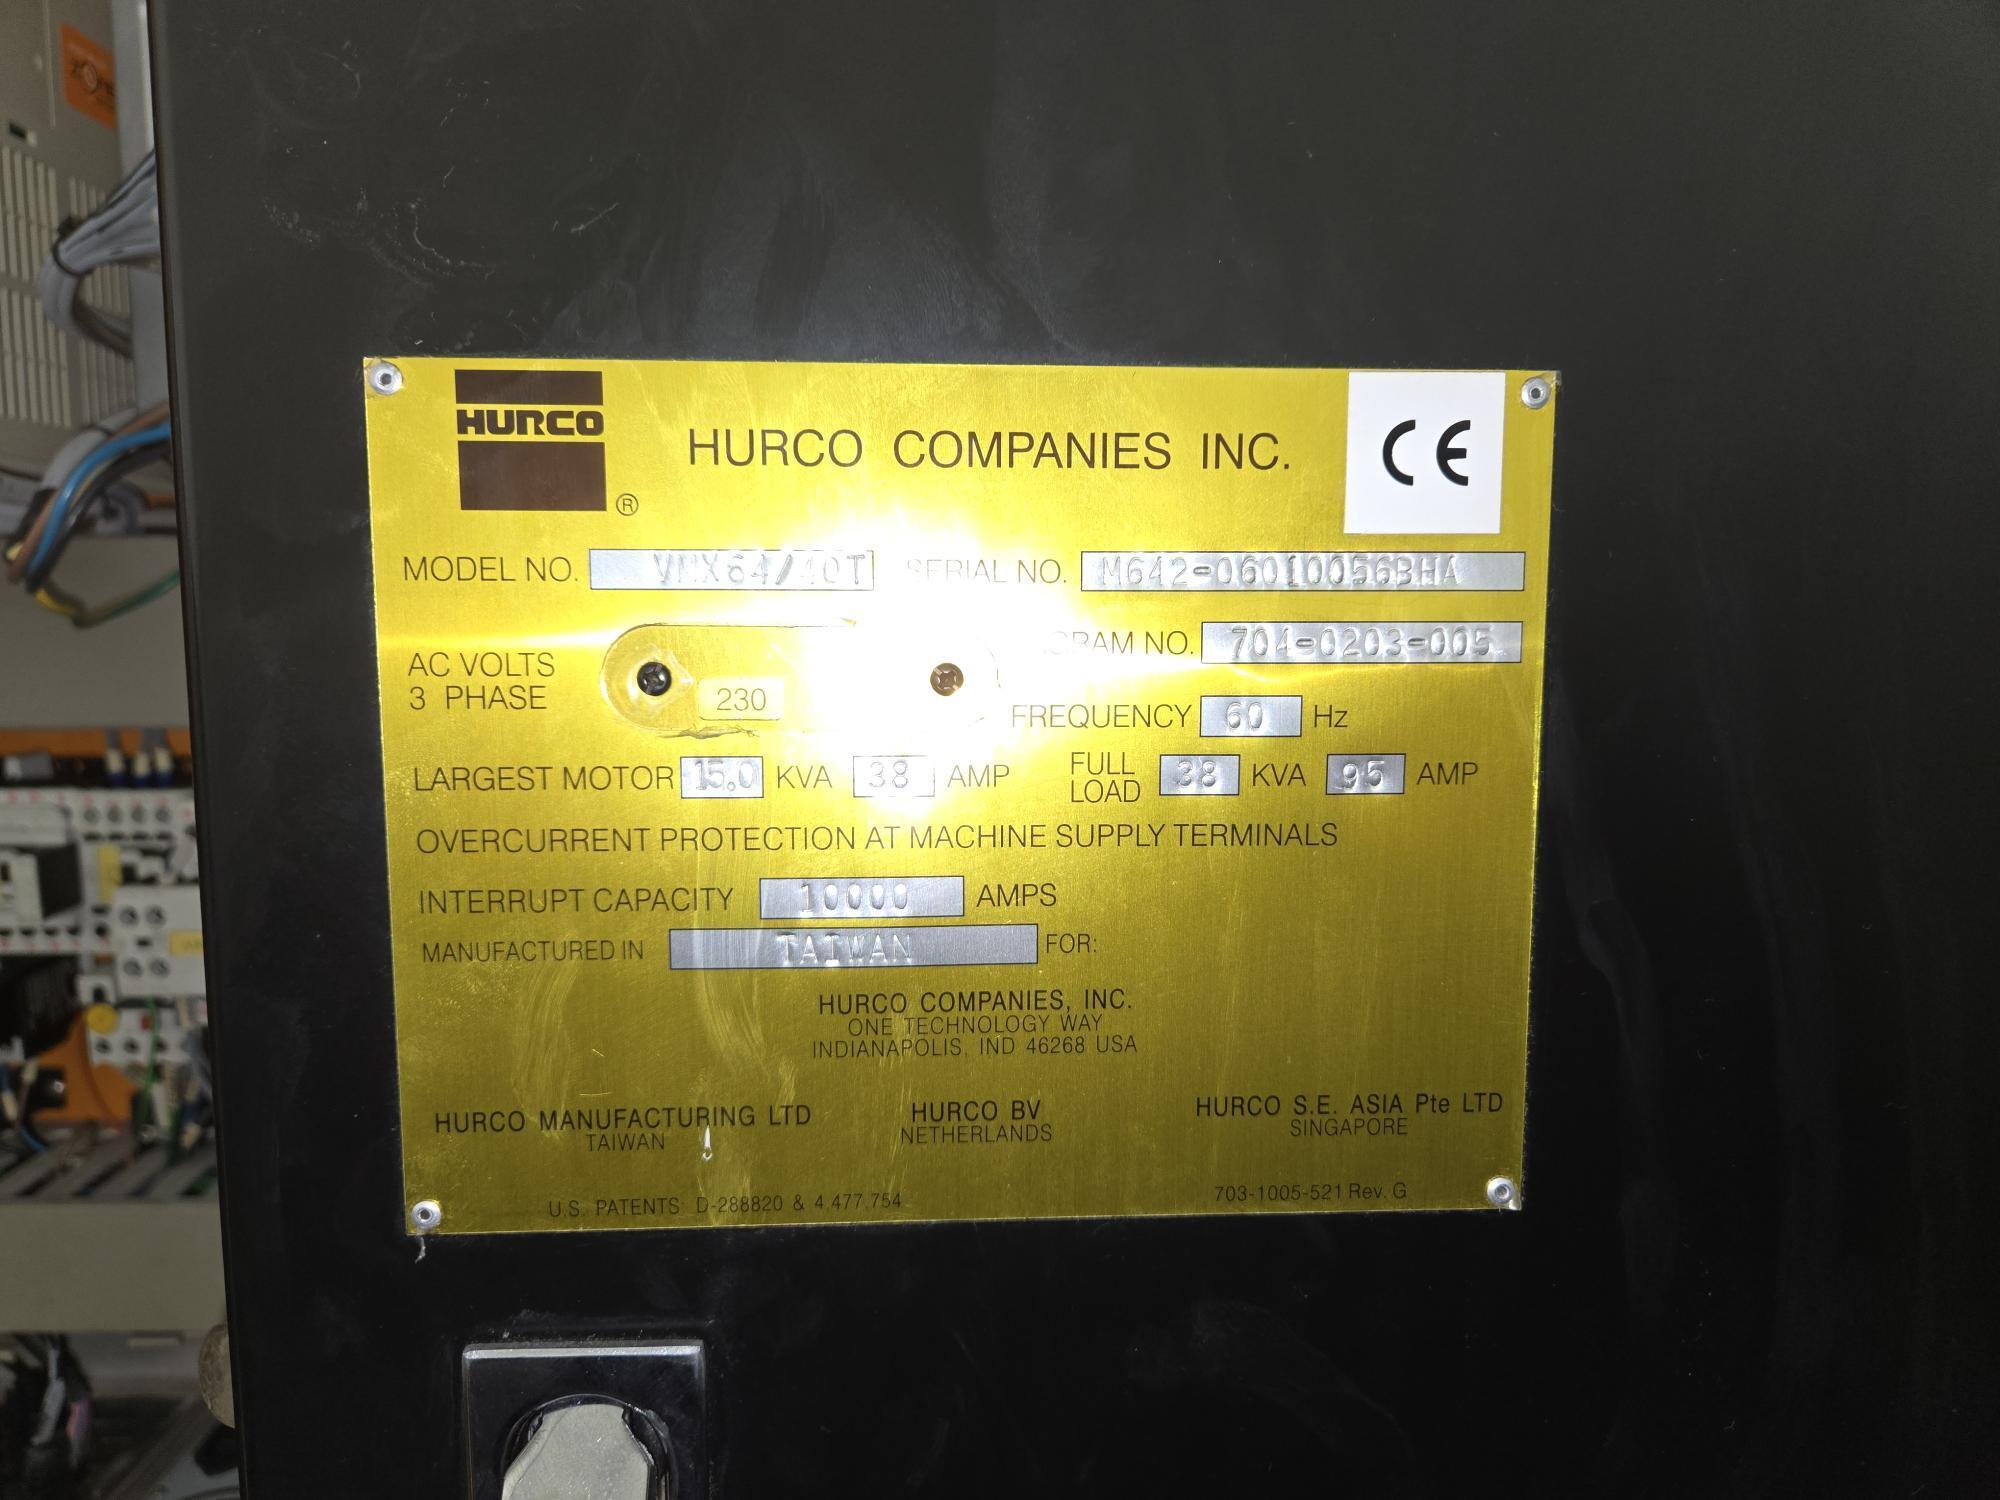 HURCO
®
HURCO COMPANIES INC.
CE
MODEL NO. VMX64/40T SERIAL NO. M642-06010056BHA
NO. 704-0203-005
AC VOLTS
3 PHASE
230
FREQUENCY 60 Hz
LARGEST MOTOR 15.0 KVA 38 AMP FULL LOAD 38 KVA 95 AMP
OVERCURRENT PROTECTION AT MACHINE SUPPLY TERMINALS
INTERRUPT CAPACITY 10000 AMPS
MANUFACTURED IN TAIWAN FOR:
HURCO COMPANIES, INC.
ONE TECHNOLOGY WAY
INDIANAPOLIS, IND 46268 USA
HURCO MANUFACTURING LTD
TAIWAN
HURCO BV
NETHERLANDS
HURCO S.E. ASIA Pte LTD
SINGAPORE
U.S. PATENTS: D-288820 & 4,477,754
703-1005-521 Rev. G